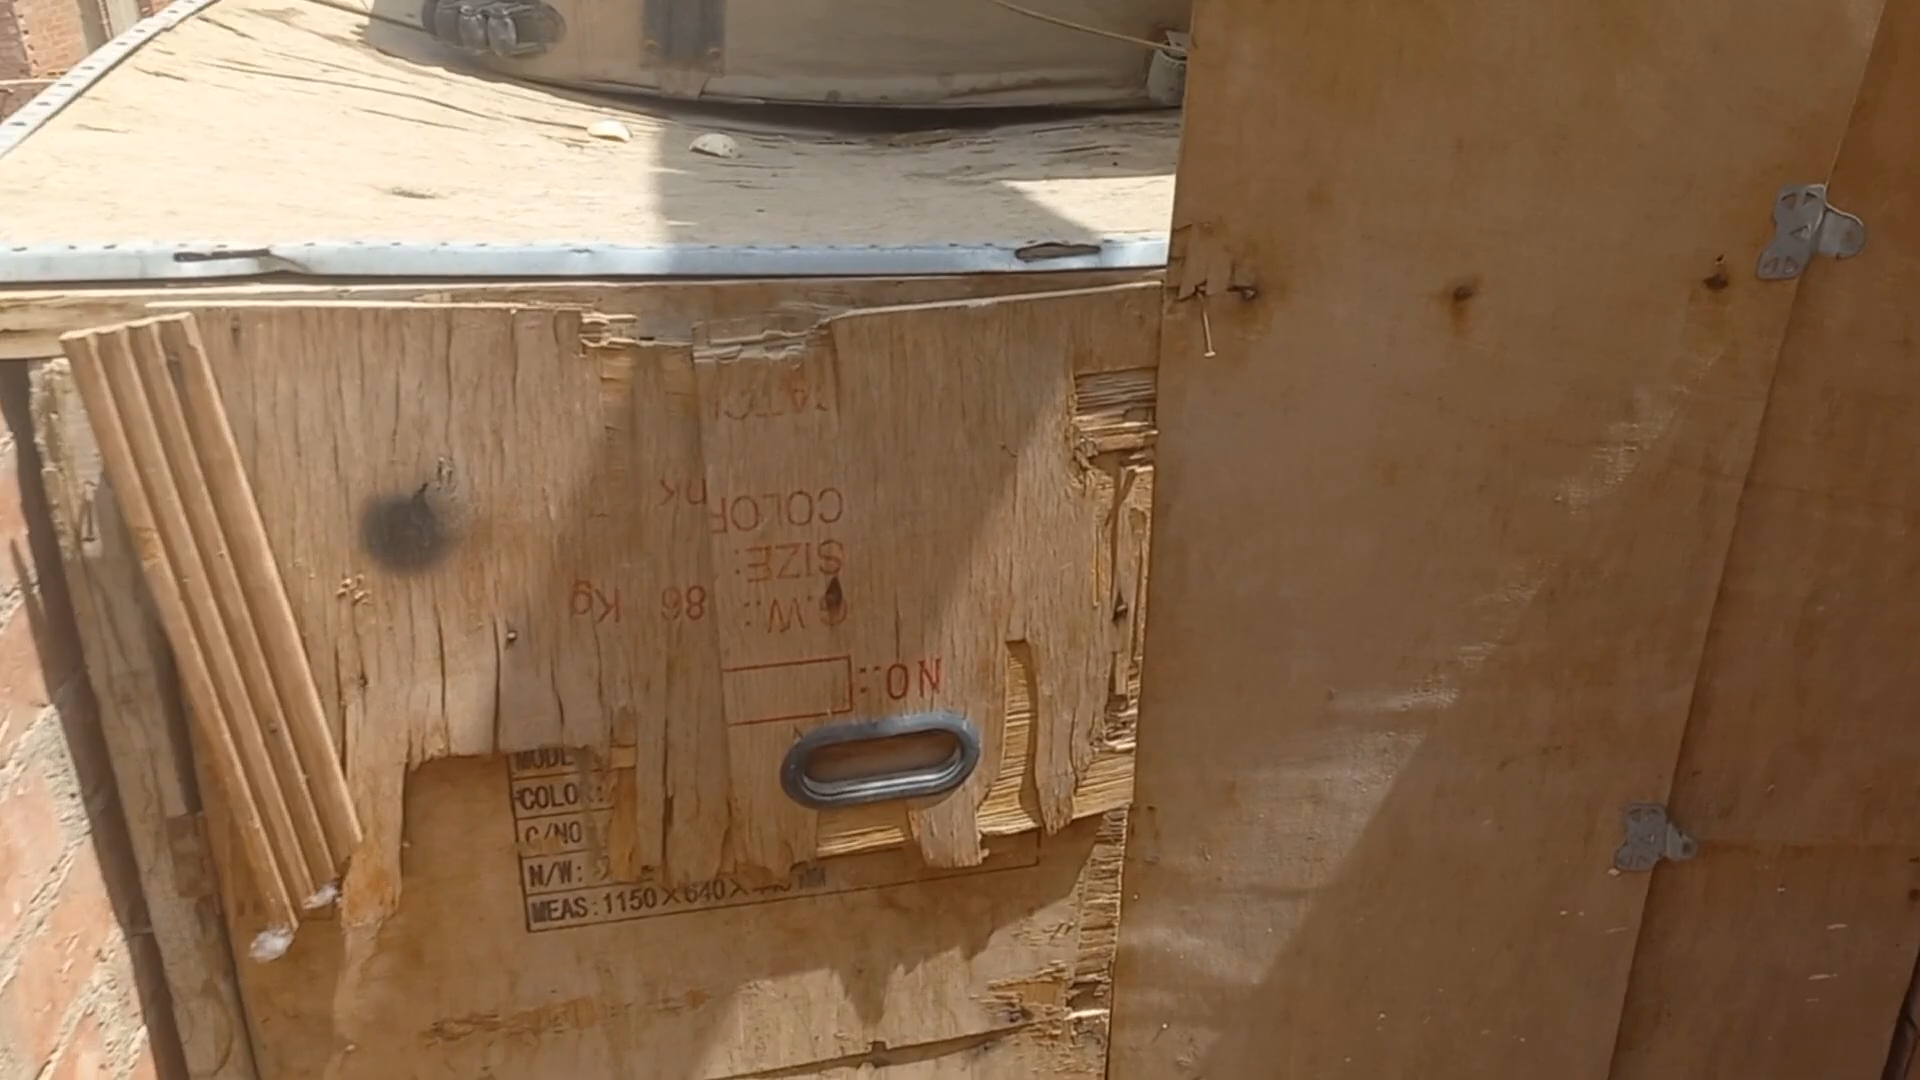 NO.:
G.W.: 86 Kg
SIZE:
COLO
MODE
COLOR:
C/NO
N/W:
MEAS: 1150×640×